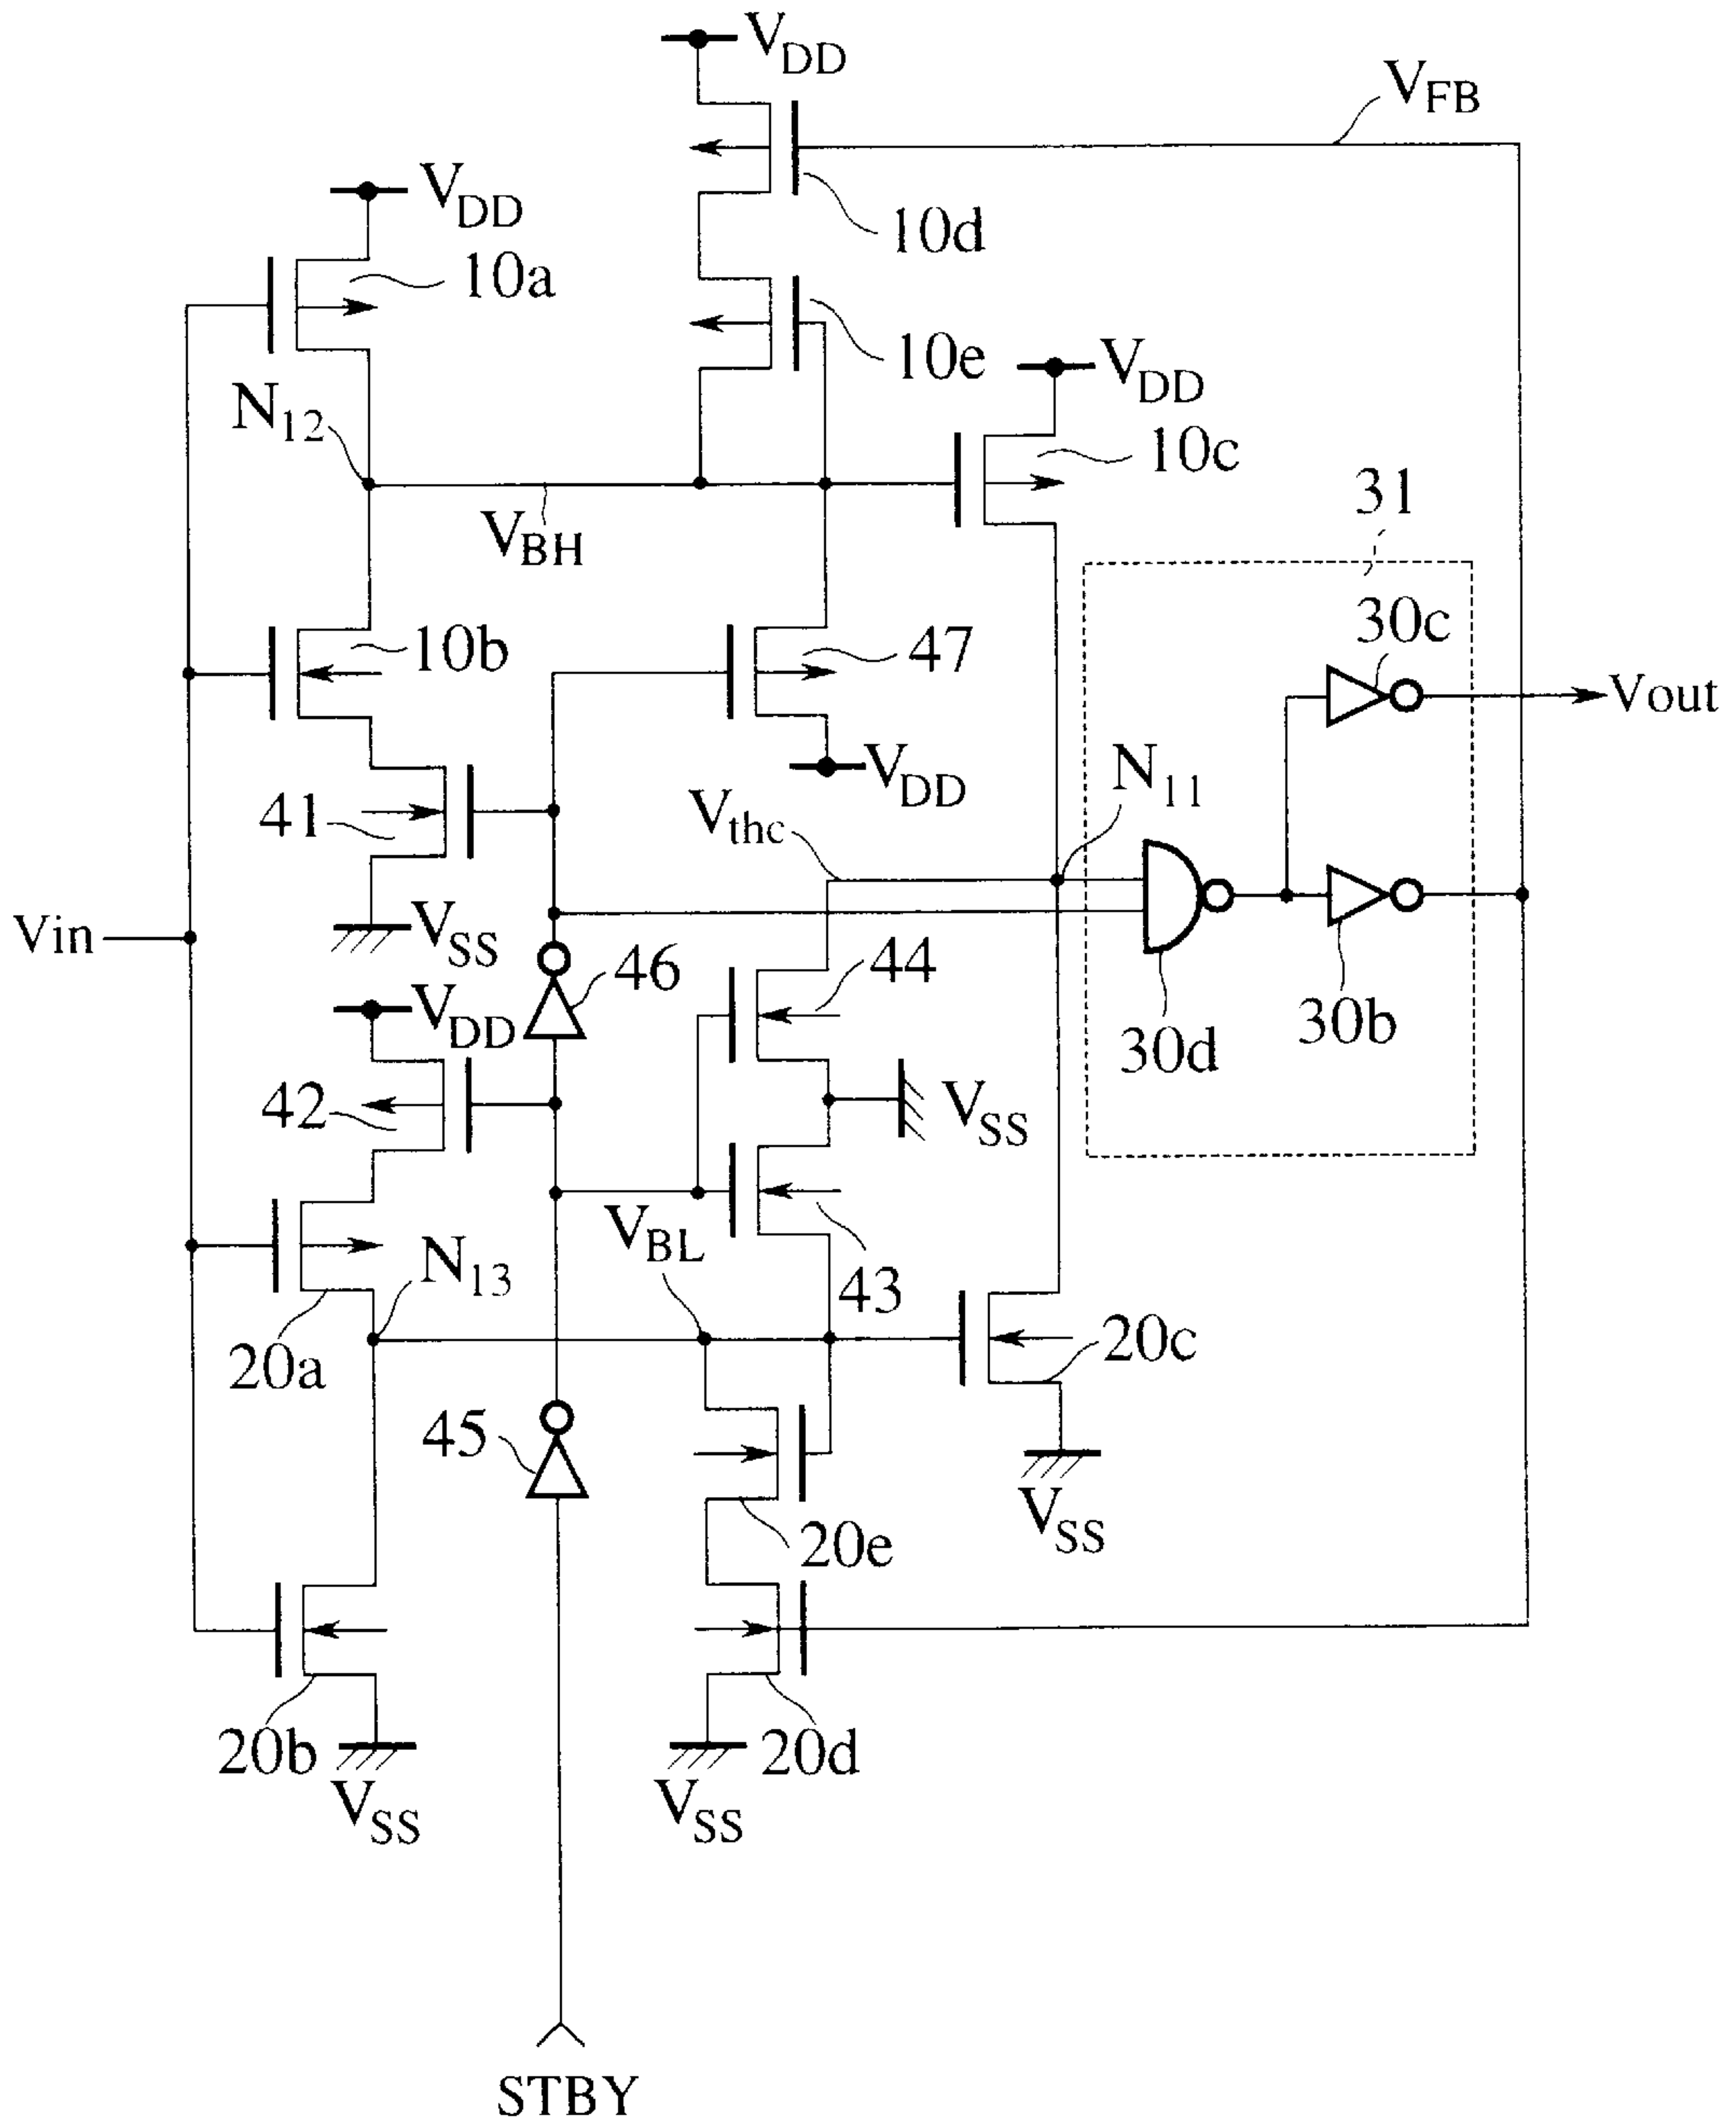 VDD
VFB
VDD
10d
10a
10e
VDD
N12
10c
VBH
31
30c
10b
47
Vout
VDD
N11
41
Vthc
Vin
VSS
46
44
VDD
30d
30b
42
VSS
VBL
N13
43
20a
20c
45
VSS
20e
20b
20d
VSS
VSS
STBY